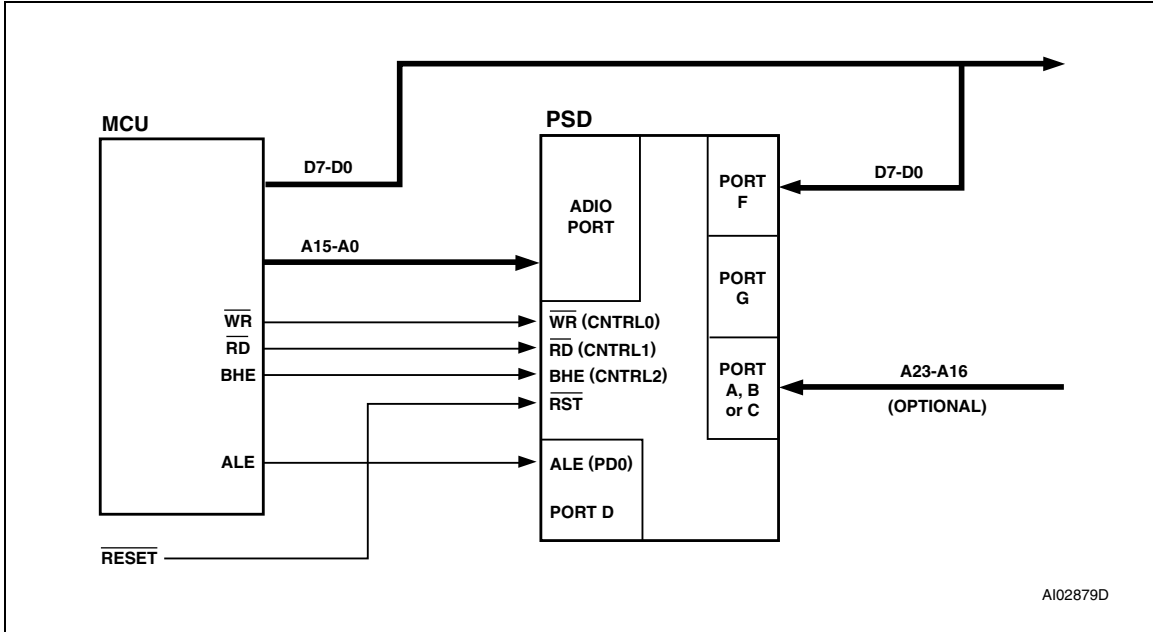 MCU
PSD
D7-D0
D7-D0
PORT
F
ADIO
PORT
A15-A0
PORT
G
WR
WR (CNTRL0)
RD
RD (CNTRL1)
BHE
BHE (CNTRL2)
RST
PORT
A, B
or C
A23-A16
(OPTIONAL)
ALE
ALE (PD0)
PORT D
RESET
AI02879D